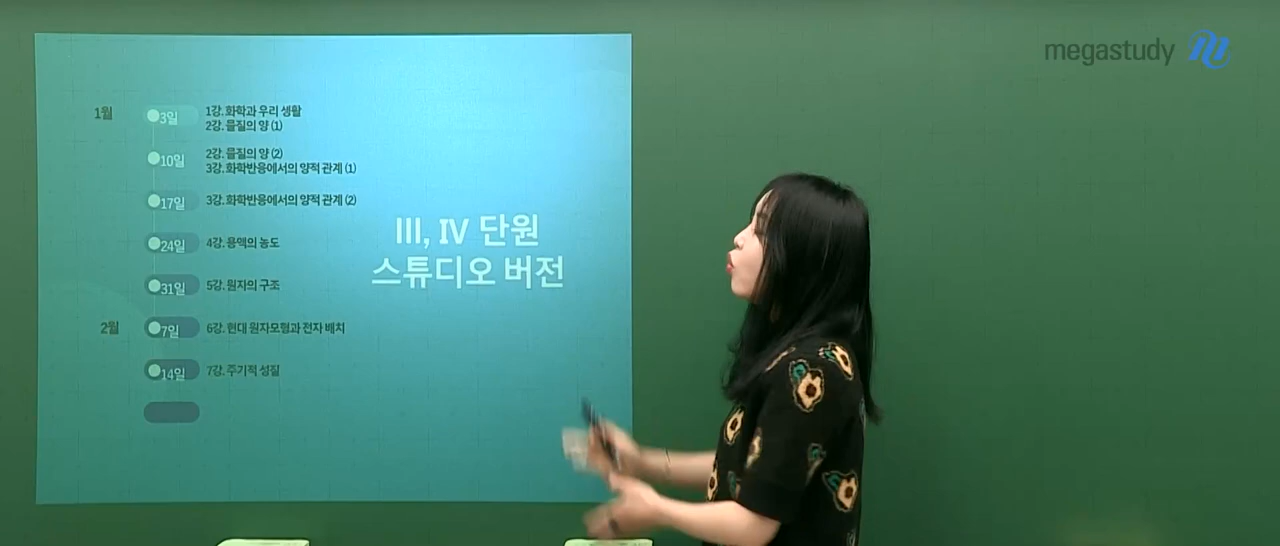 megastudy
1월
3일
1강. 화학과 우리 생활
2강. 물질의 양 (1)
10일
2강. 물질의 양 (2)
3강. 화학반응에서의 양적 관계 (1)
17일
3강. 화학반응에서의 양적 관계 (2)
24일
4강. 용액의 농도
31일
5강. 원자의 구조
2월
7일
6강. 현대 원자모형과 전자 배치
14일
7강. 주기적 성질
III, IV 단원
스튜디오 버전